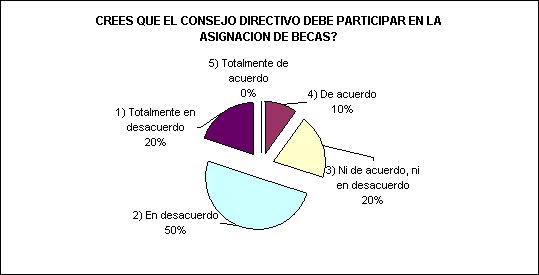 CREES QUE EL CONSEJO DIRECTIVO DEBE PARTICIPAR EN LA
ASIGNACION DE BECAS?
5) Totalmente de
acuerdo
0%
4) De acuerdo
10%
1) Totalmente en
desacuerdo
20%
3) Ni de acuerdo, ni
en desacuerdo
20%
2) En desacuerdo
50%